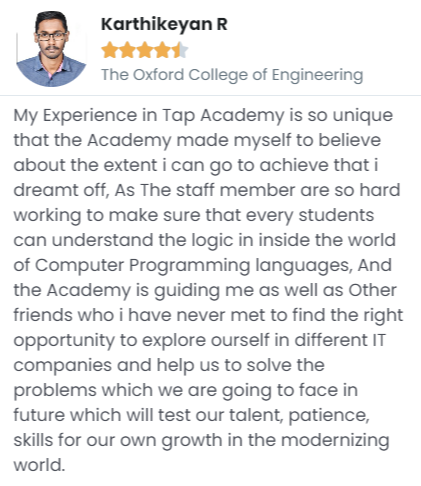 Karthikeyan R
The Oxford College of Engineering
My Experience in Tap Academy is so unique
that the Academy made myself to believe
about the extent i can go to achieve that i
dreamt off, As The staff member are so hard
working to make sure that every students
can understand the logic in inside the world
of Computer Programming languages, And
the Academy is guiding me as well as Other
friends who i have never met to find the right
opportunity to explore ourself in different IT
companies and help us to solve the
problems which we are going to face in
future which will test our talent, patience,
skills for our own growth in the modernizing
world.